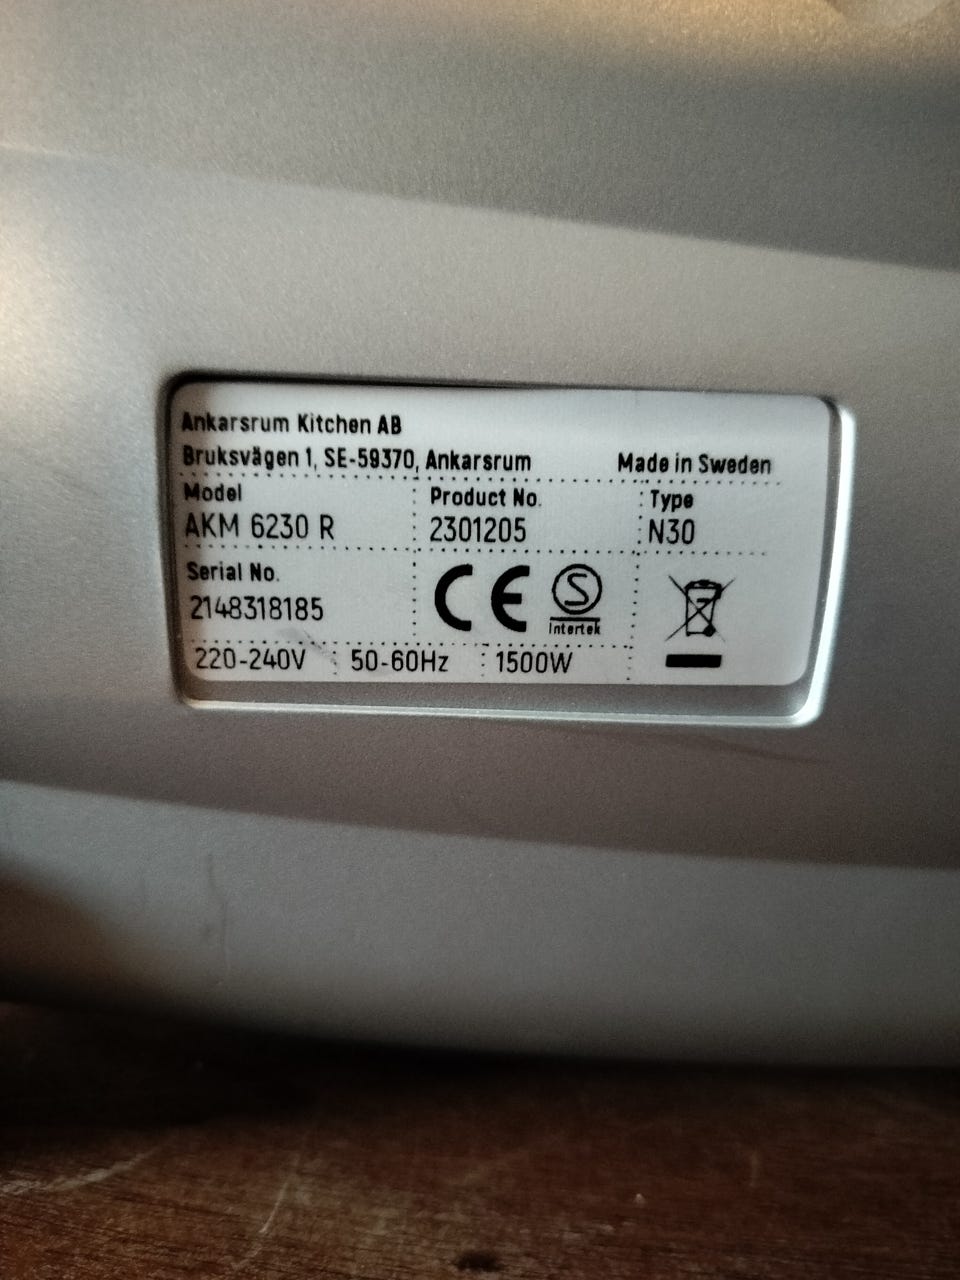 Ankarsrum Kitchen AB
Bruksvägen 1, SE-59370, Ankarsrum Made in Sweden
Model Product No. Type
AKM 6230 R 2301205 N30
Serial No.
2148318185
CE S
intertek
220-240V 50-60Hz 1500W